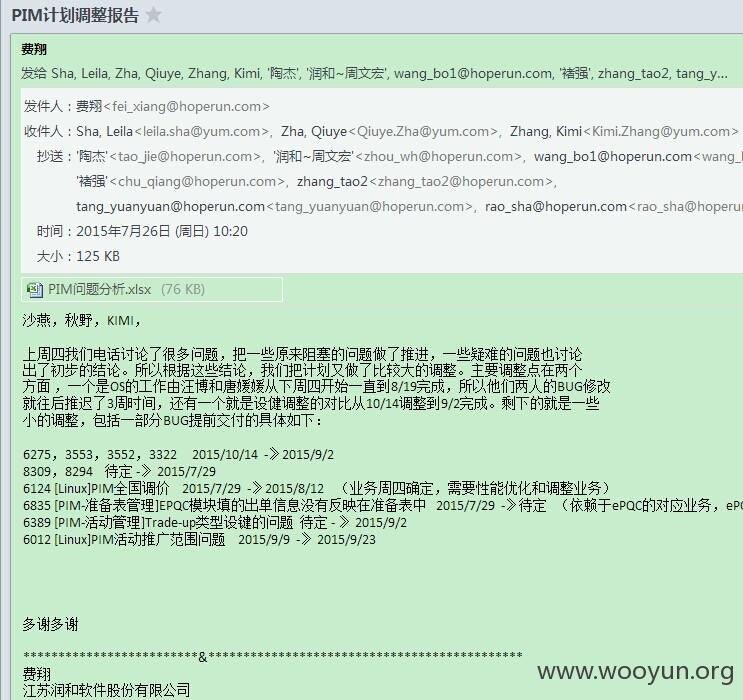 PIM计划调整报告
费翔
发给 Sha, Leila, Zha, Qiuye, Zhang, Kimi, '陶杰', '润和~周文宏', wang_bo1@hoperun.com, '褚强', zhang_tao2, tang_y...
发件人：费翔<fei_xiang@hoperun.com>
收件人：Sha, Leila<leila.sha@yum.com>，Zha, Qiuye<Qiuye.Zha@yum.com>，Zhang, Kimi<Kimi.Zhang@yum.com>
抄送：'陶杰'<tao_jie@hoperun.com>，'润和~周文宏'<zhou_wh@hoperun.com>，wang_bo1@hoperun.com<wang_
'褚强'<chu_qiang@hoperun.com>，zhang_tao2<zhang_tao2@hoperun.com>，
tang_yuanyuan@hoperun.com<tang_yuanyuan@hoperun.com>，rao_sha@hoperun.com<rao_sha@hoperu
时间：2015年7月26日 (周日) 10:20
大小：125 KB
PIM问题分析.xlsx (76 KB)
沙燕，秋野，KIMI，
上周四我们电话讨论了很多问题，把一些原来阻塞的问题做了推进，一些疑难的问题也讨论
出了初步的结论。所以根据这些结论，我们把计划又做了比较大的调整。主要调整点在两个
方面，一个是OS的工作由汪博和唐媛媛从下周四开始一直到8/19完成，所以他们两人的BUG修改
就往后推迟了3周时间，还有一个就是设健调整的对比从10/14调整到9/2完成。剩下的就是一些
小的调整，包括一部分BUG提前交付的具体如下：
6275，3553，3552，3322 2015/10/14 -》2015/9/2
8309，8294 待定 -》 2015/7/29
6124 [Linux]PIM全国调价 2015/7/29 -》2015/8/12 （业务周四确定，需要性能优化和调整业务）
6835 [PIM-准备表管理]EPQC模块填的出单信息没有反映在准备表中 2015/7/29 -》待定 （依赖于ePQC的对应业务，eP
6389 [PIM-活动管理]Trade-up类型设键的问题 待定 -》 2015/9/2
6012 [Linux]PIM活动推广范围问题 2015/9/9 -》 2015/9/23
多谢多谢
*************************&*********************************************
费翔
江苏润和软件股份有限公司
www.wooyun.org